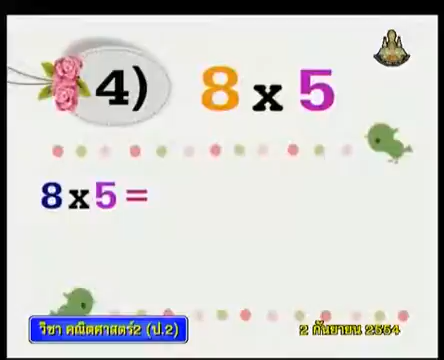 4) 8 x 5
8 x 5 =
วิชา คณิตศาสตร์2 (ป.2)
2 กันยายน 2554